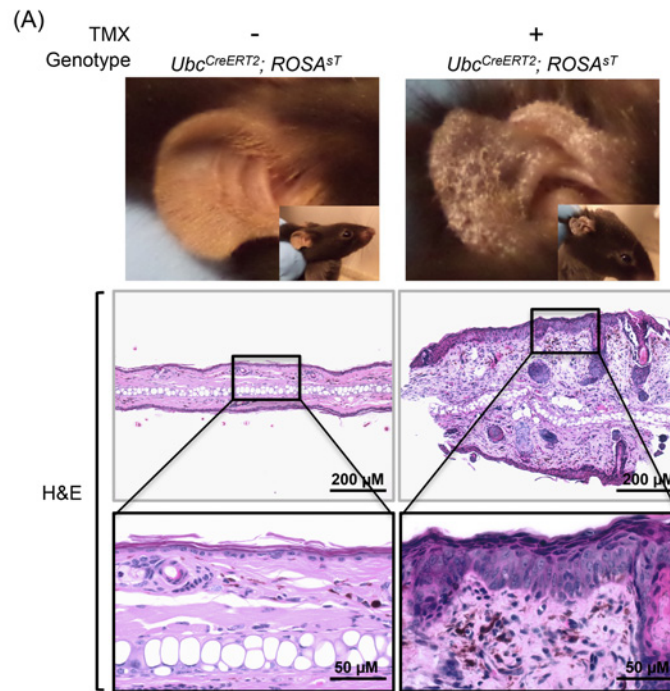 (A)
TMX - +
Genotype Ubc^CreERT2; ROSA^sT Ubc^CreERT2; ROSA^sT
H&E
200 µM 200 µM
50 µM 50 µM